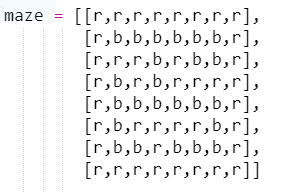 maze = [[r,r,r,r,r,r,r,r],
[r,b,b,b,b,b,b,r],
[r,r,r,b,r,b,b,r],
[r,b,r,b,r,r,r,r],
[r,b,b,b,b,b,b,r],
[r,b,r,r,r,r,b,r],
[r,b,b,r,b,b,b,r],
[r,r,r,r,r,r,r,r]]